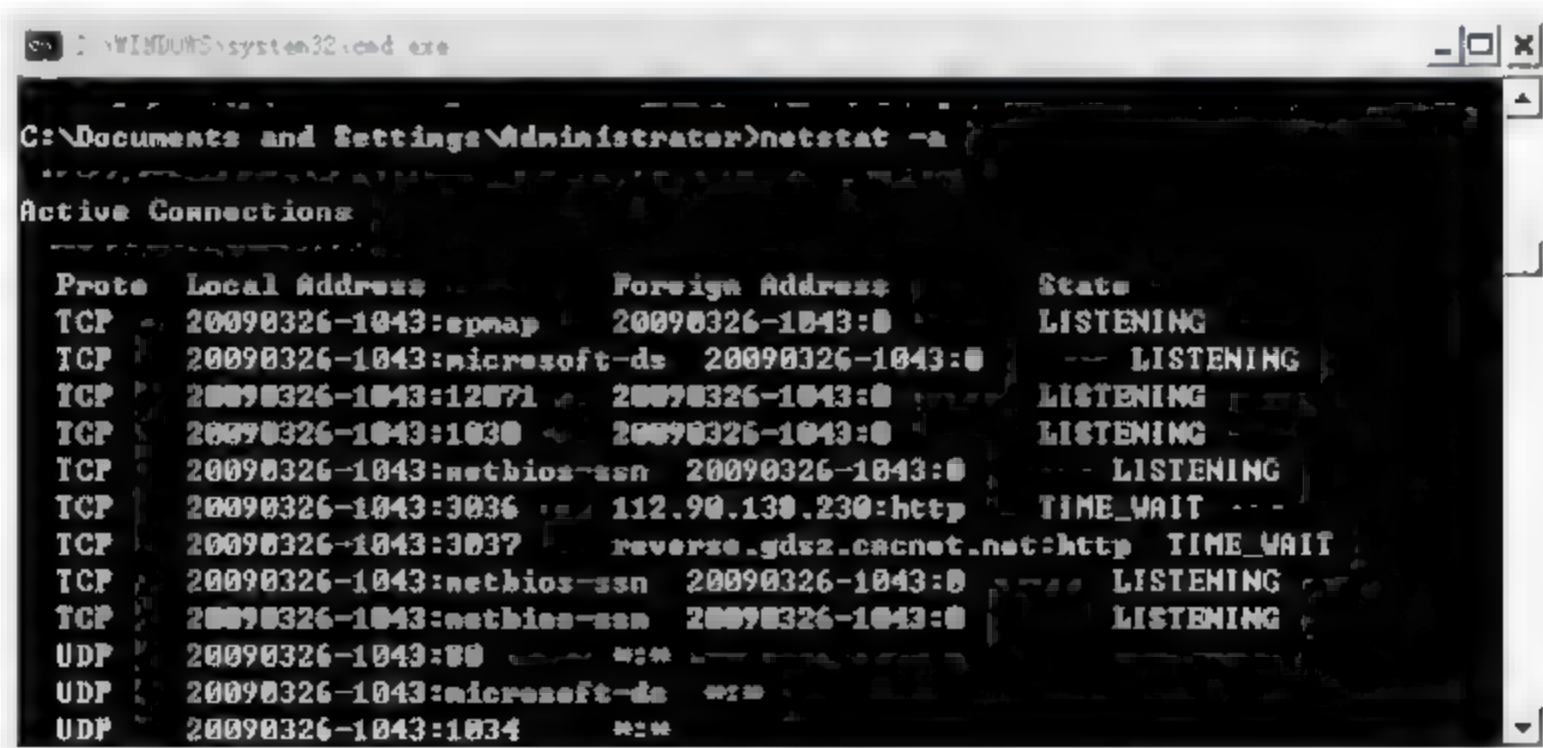 C:\WINDOWS\system32\cmd.exe
C:\Documents and Settings\Administrator>netstat -a
Active Connections
Proto Local Address Foreign Address State
TCP 20090326-1043:epmap 20090326-1043:0 LISTENING
TCP 20090326-1043:microsoft-ds 20090326-1043:0 LISTENING
TCP 20090326-1043:12071 20090326-1043:0 LISTENING
TCP 20090326-1043:1030 20090326-1043:0 LISTENING
TCP 20090326-1043:netbios-ssn 20090326-1043:0 LISTENING
TCP 20090326-1043:3036 112.90.138.230:http TIME_WAIT
TCP 20090326-1043:3037 reverse.gdsz.cncnet.net:http TIME_WAIT
TCP 20090326-1043:netbios-ssn 20090326-1043:0 LISTENING
TCP 20090326-1043:netbios-ssn 20090326-1043:0 LISTENING
UDP 20090326-1043:80 *:*
UDP 20090326-1043:microsoft-ds *:*
UDP 20090326-1043:1034 *:*